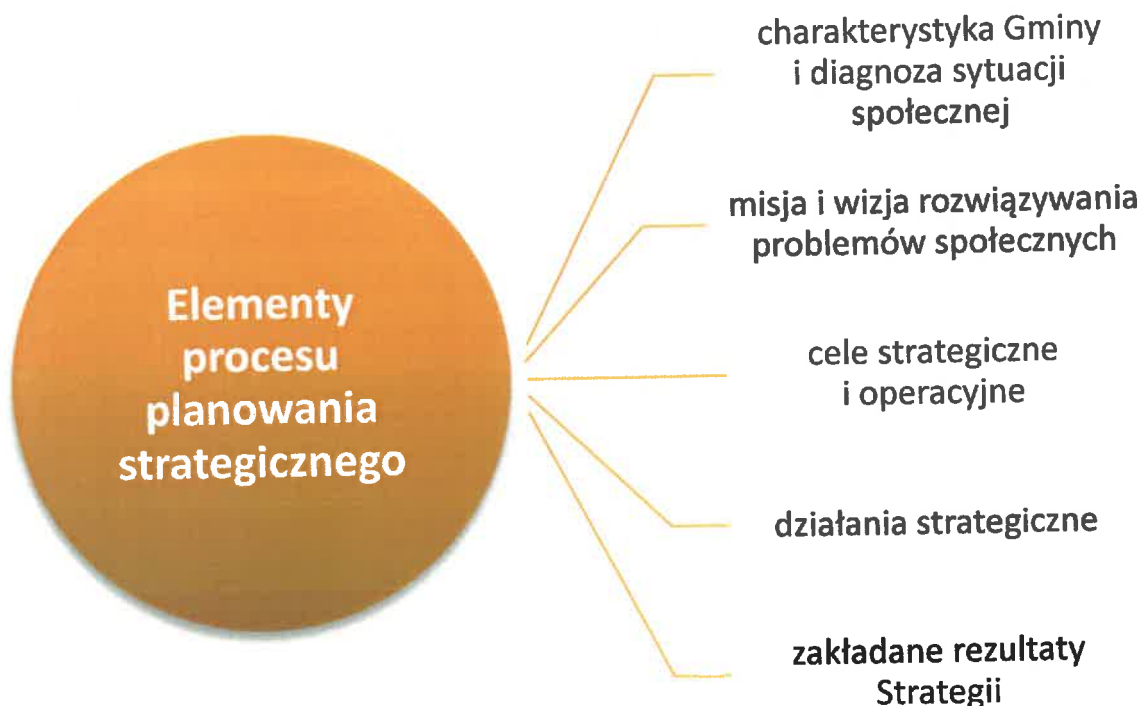 Elementy
procesu
planowania
strategicznego
charakterystyka Gminy
i diagnoza sytuacji
społecznej
misja i wizja rozwiązywania
problemów społecznych
cele strategiczne
i operacyjne
działania strategiczne
zakładane rezultaty
Strategii